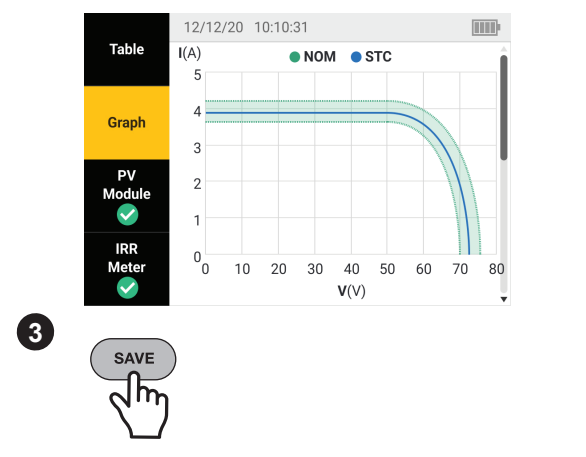 12/12/20 10:10:31
Table
Graph
PV
Module
IRR
Meter
I(A)
NOM STC
5
4
3
2
1
0
0 10 20 30 40 50 60 70 80
V(V)
3
SAVE